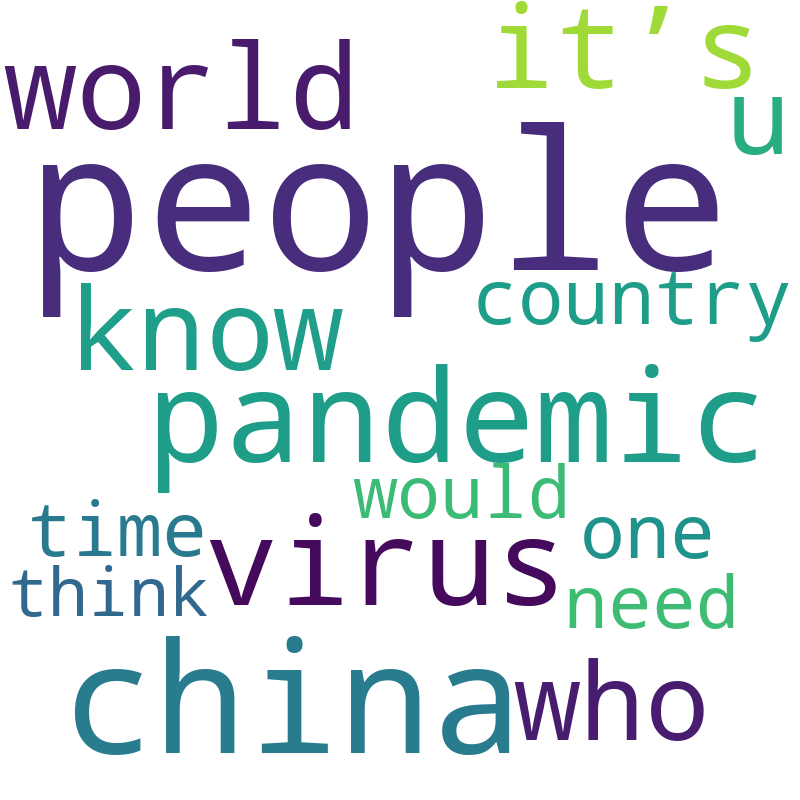 it’s
world
u
people
country
know
pandemic
would
time
one
virus
think
need
china
who